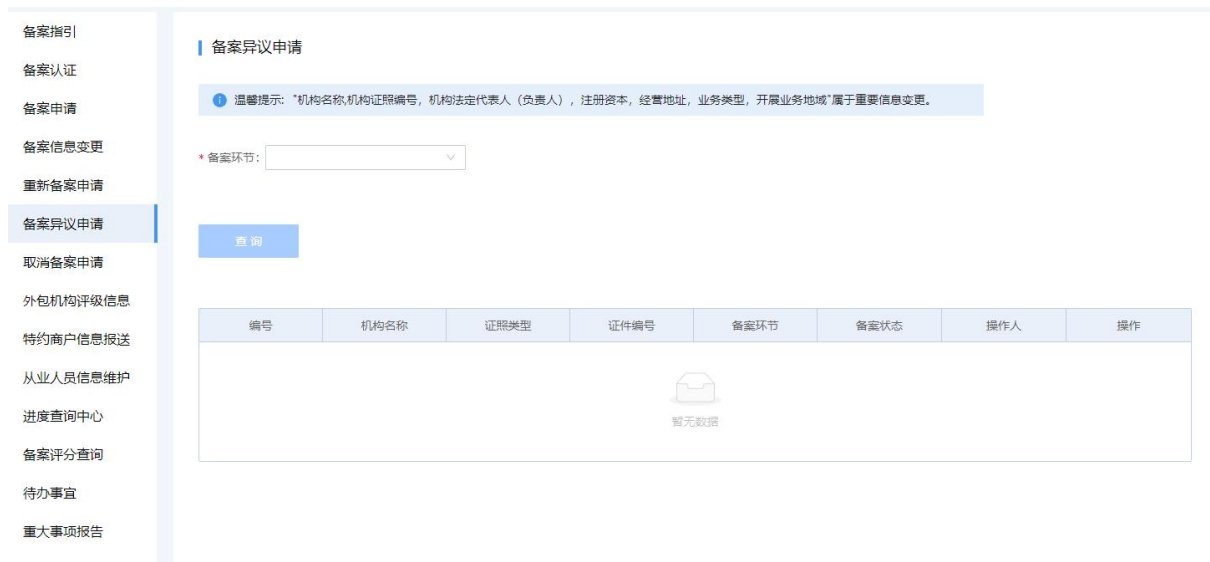 备案指引
备案认证
备案申请
备案信息变更
重新备案申请
备案异议申请
取消备案申请
外包机构评级信息
特约商户信息报送
从业人员信息维护
进度查询中心
备案评分查询
待办事宜
重大事项报告
备案异议申请
温馨提示："机构名称,机构证照编号，机构法定代表人（负责人），注册资本，经营地址，业务类型，开展业务地域"属于重要信息变更。
* 备案环节：
查 询
编号 机构名称 证照类型 证件编号 备案环节 备案状态 操作人 操作
暂无数据